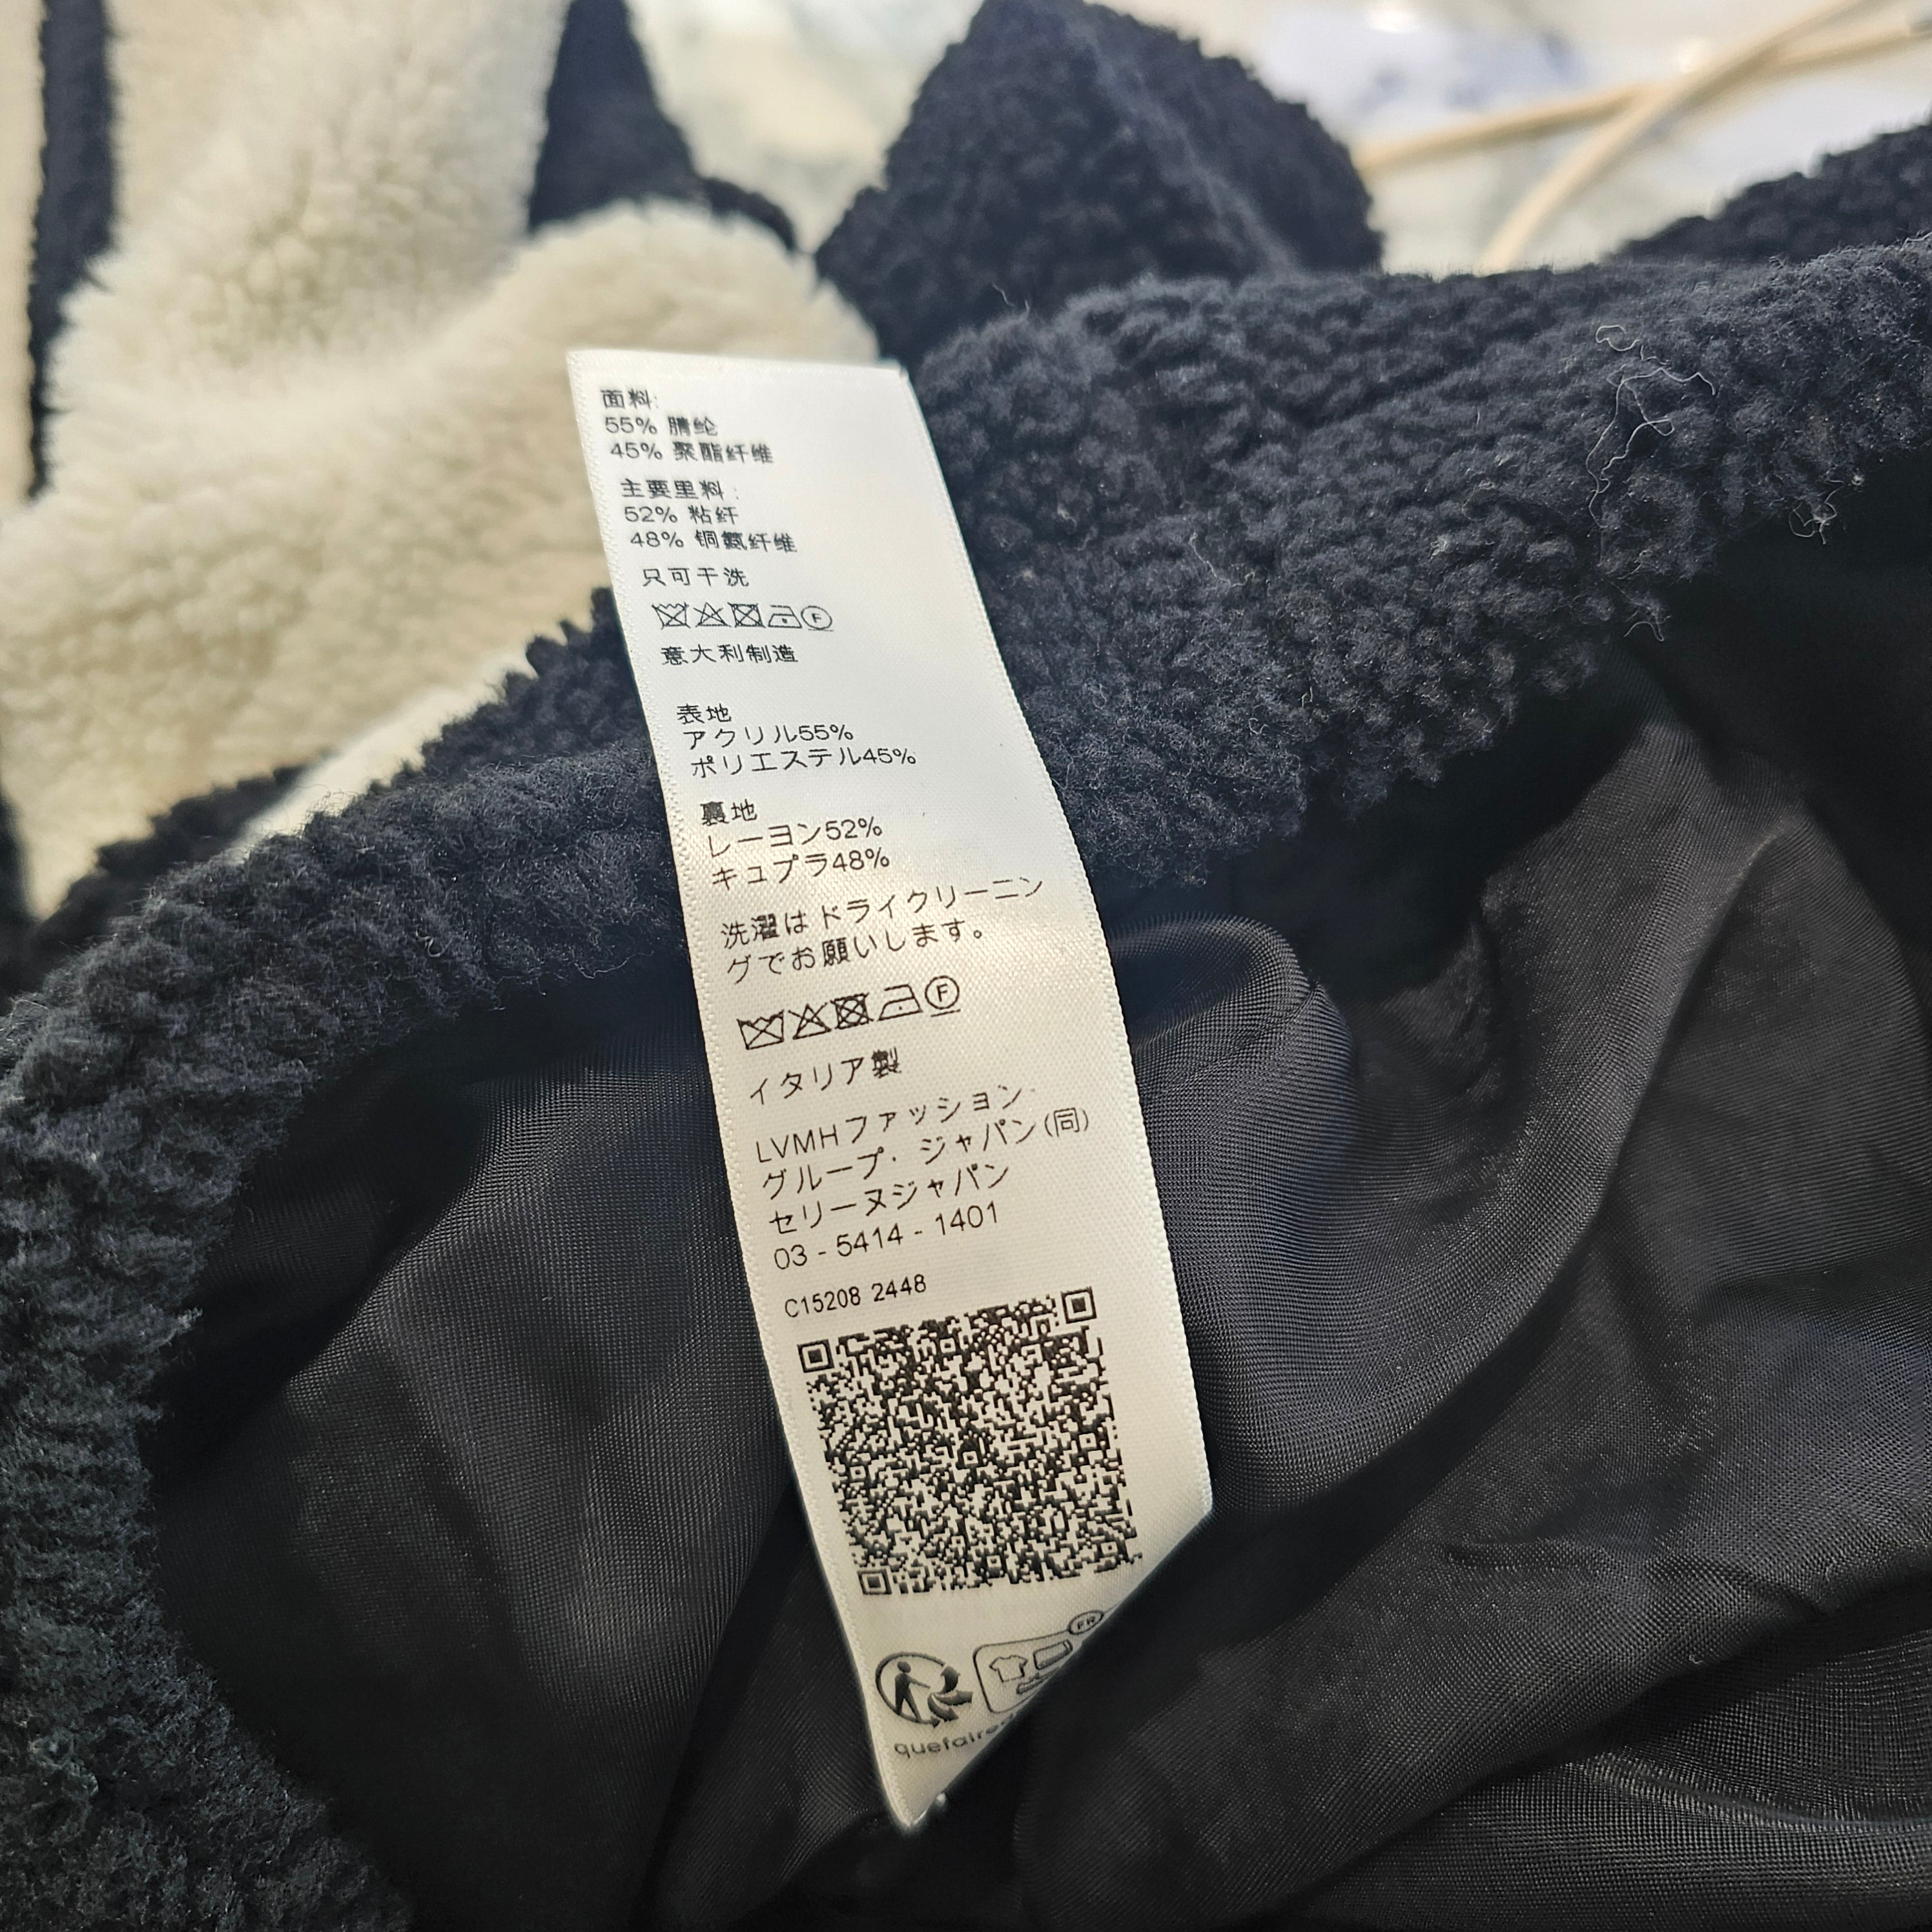 面料:
55% 腈纶
45% 聚酯纤维
主要里料:
52% 粘纤
48% 铜氨纤维
只可干洗
F
意大利制造
表地
アクリル55%
ポリエステル45%
裏地
レーヨン52%
キュプラ48%
洗濯はドライクリーニン
グでお願いします。
F
イタリア製
LVMHファッション·
グループ·ジャパン(同)
セリーヌジャパン
03 - 5414 - 1401
C15208 2448
FR
quefaired